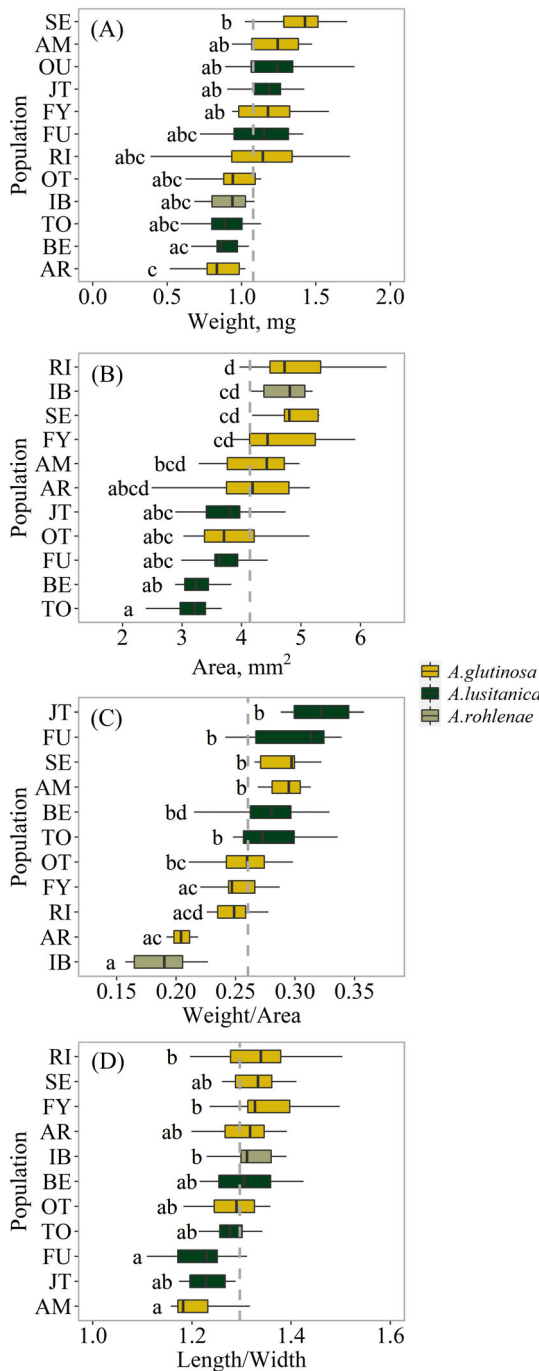 (A)
Population
SE b
AM ab
OU ab
JT ab
FY ab
FU abc
RI abc
OT abc
IB abc
TO abc
BE ac
AR c
0.0 0.5 1.0 1.5 2.0
Weight, mg
(B)
Population
RI d
IB cd
SE cd
FY cd
AM bcd
AR abcd
JT abc
OT abc
FU abc
BE ab
TO a
2 3 4 5 6
Area, mm²
A.glutinosa
A.lusitanica
A.rohlenae
(C)
Population
JT b
FU b
SE b
AM b
BE bd
TO b
OT bc
FY ac
RI acd
AR ac
IB a
0.15 0.20 0.25 0.30 0.35
Weight/Area
(D)
Population
RI b
SE ab
FY b
AR ab
IB b
BE ab
OT ab
TO ab
FU a
JT ab
AM a
1.0 1.2 1.4 1.6
Length/Width